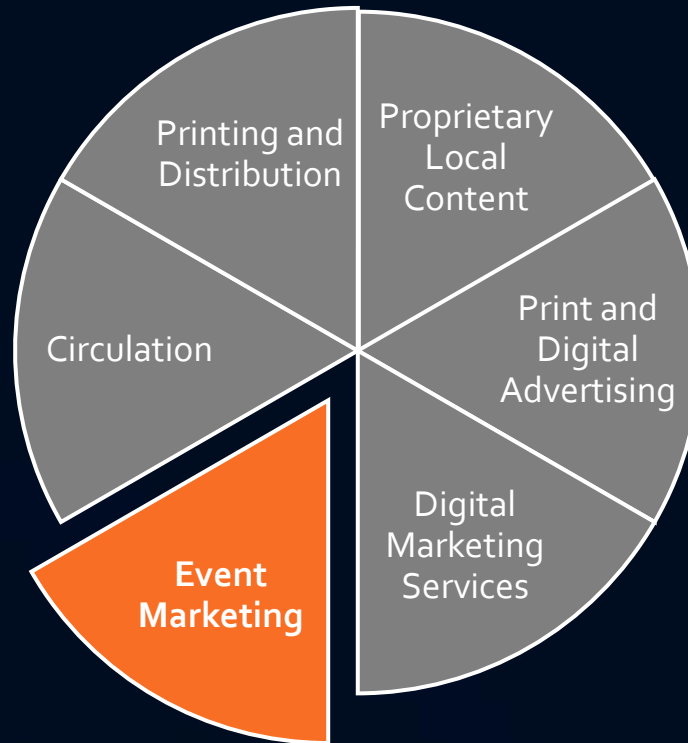 Printing and
Distribution
Proprietary
Local
Content
Circulation
Print and
Digital
Advertising
Event
Marketing
Digital
Marketing
Services